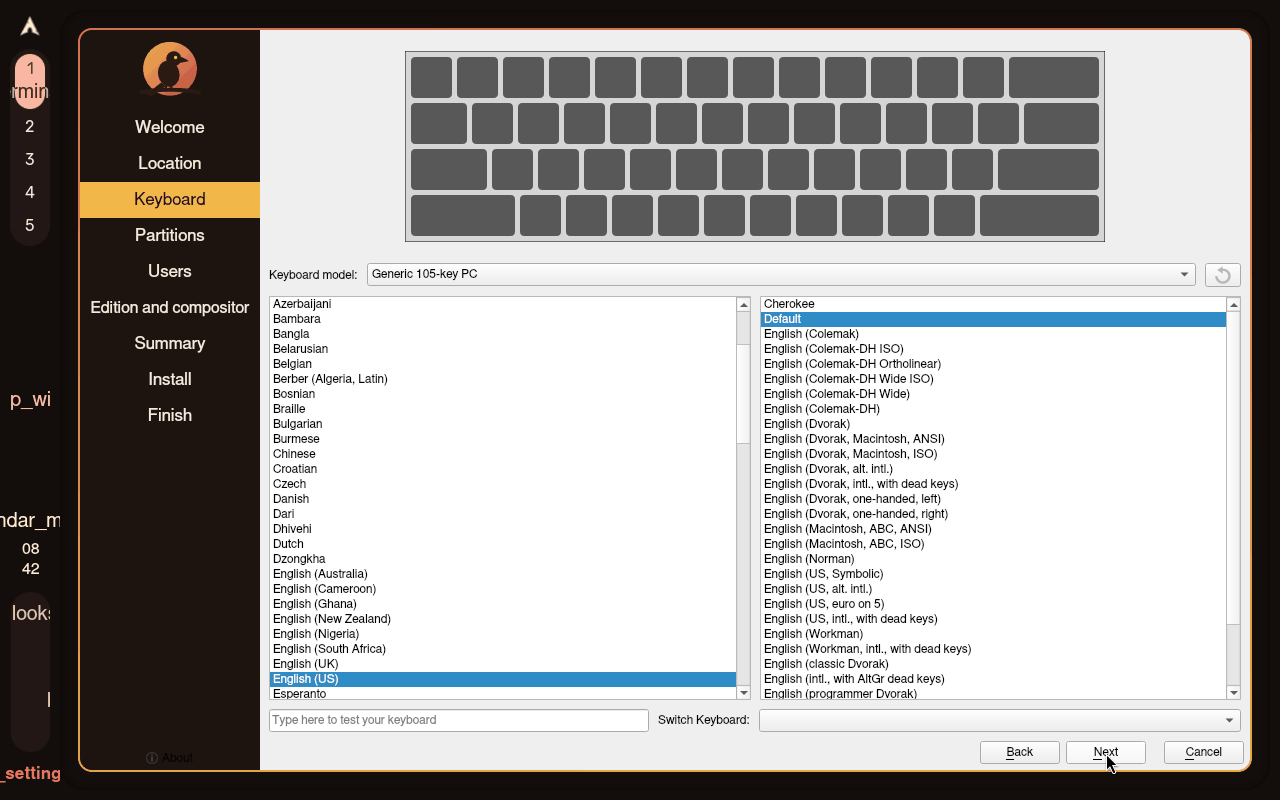 1
rmin
2
3
4
5
p_wi
ndar_m
08
42
looks
_setting
Welcome
Location
Keyboard
Partitions
Users
Edition and compositor
Summary
Install
Finish
About
Keyboard model: Generic 105-key PC
Azerbaijani
Bambara
Bangla
Belarusian
Belgian
Berber (Algeria, Latin)
Bosnian
Braille
Bulgarian
Burmese
Chinese
Croatian
Czech
Danish
Dari
Dhivehi
Dutch
Dzongkha
English (Australia)
English (Cameroon)
English (Ghana)
English (New Zealand)
English (Nigeria)
English (South Africa)
English (UK)
English (US)
Esperanto
Cherokee
Default
English (Colemak)
English (Colemak-DH ISO)
English (Colemak-DH Ortholinear)
English (Colemak-DH Wide ISO)
English (Colemak-DH Wide)
English (Colemak-DH)
English (Dvorak)
English (Dvorak, Macintosh, ANSI)
English (Dvorak, Macintosh, ISO)
English (Dvorak, alt. intl.)
English (Dvorak, intl., with dead keys)
English (Dvorak, one-handed, left)
English (Dvorak, one-handed, right)
English (Macintosh, ABC, ANSI)
English (Macintosh, ABC, ISO)
English (Norman)
English (US, Symbolic)
English (US, alt. intl.)
English (US, euro on 5)
English (US, intl., with dead keys)
English (Workman)
English (Workman, intl., with dead keys)
English (classic Dvorak)
English (intl., with AltGr dead keys)
English (programmer Dvorak)
Type here to test your keyboard
Switch Keyboard:
Back
Next
Cancel